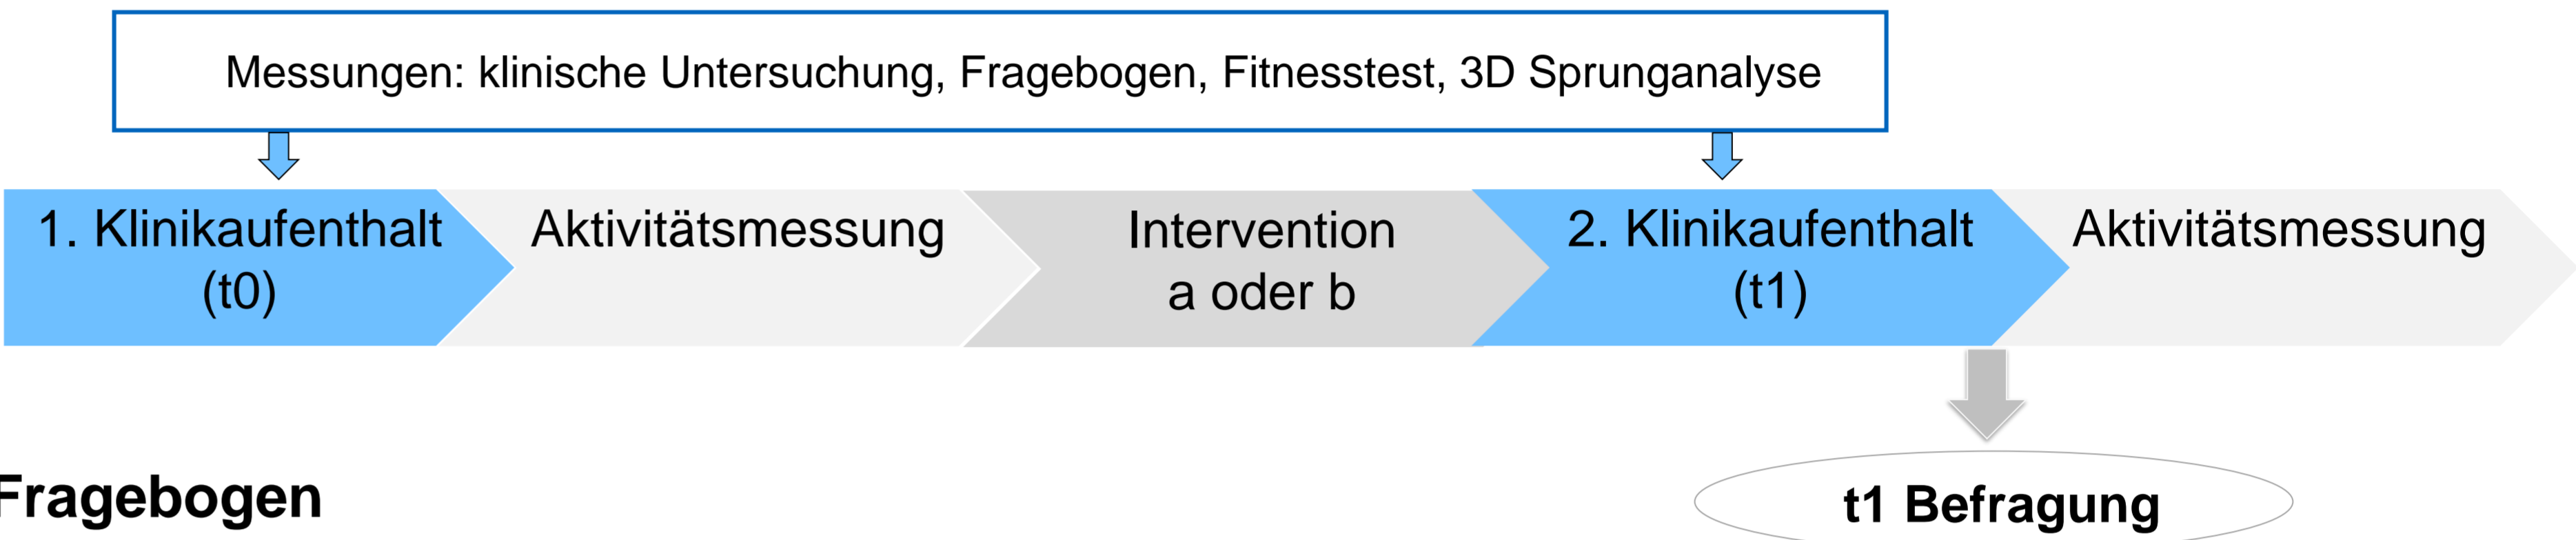 Messungen: klinische Untersuchung, Fragebogen, Fitnesstest, 3D Sprunganalyse
1. Klinikaufenthalt
(t0)
Aktivitätsmessung
Intervention
a oder b
2. Klinikaufenthalt
(t1)
Aktivitätsmessung
Fragebogen
t1 Befragung